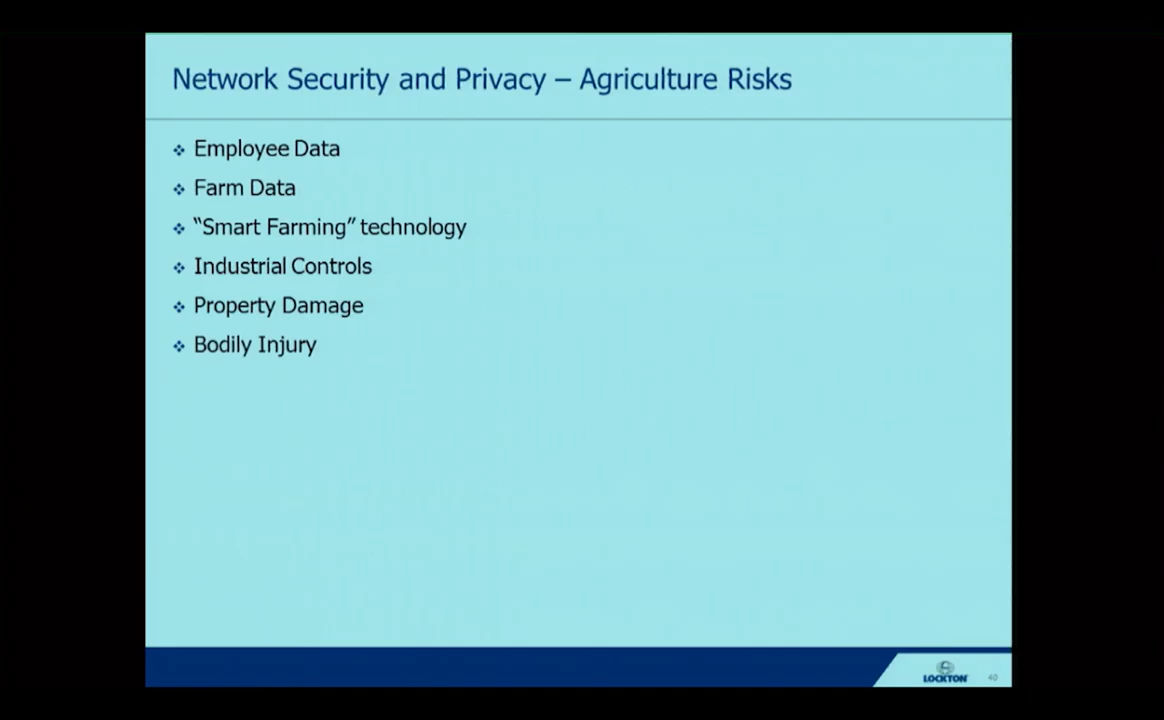 Network Security and Privacy – Agriculture Risks
❖ Employee Data
❖ Farm Data
❖ “Smart Farming” technology
❖ Industrial Controls
❖ Property Damage
❖ Bodily Injury
LOCKTON
40